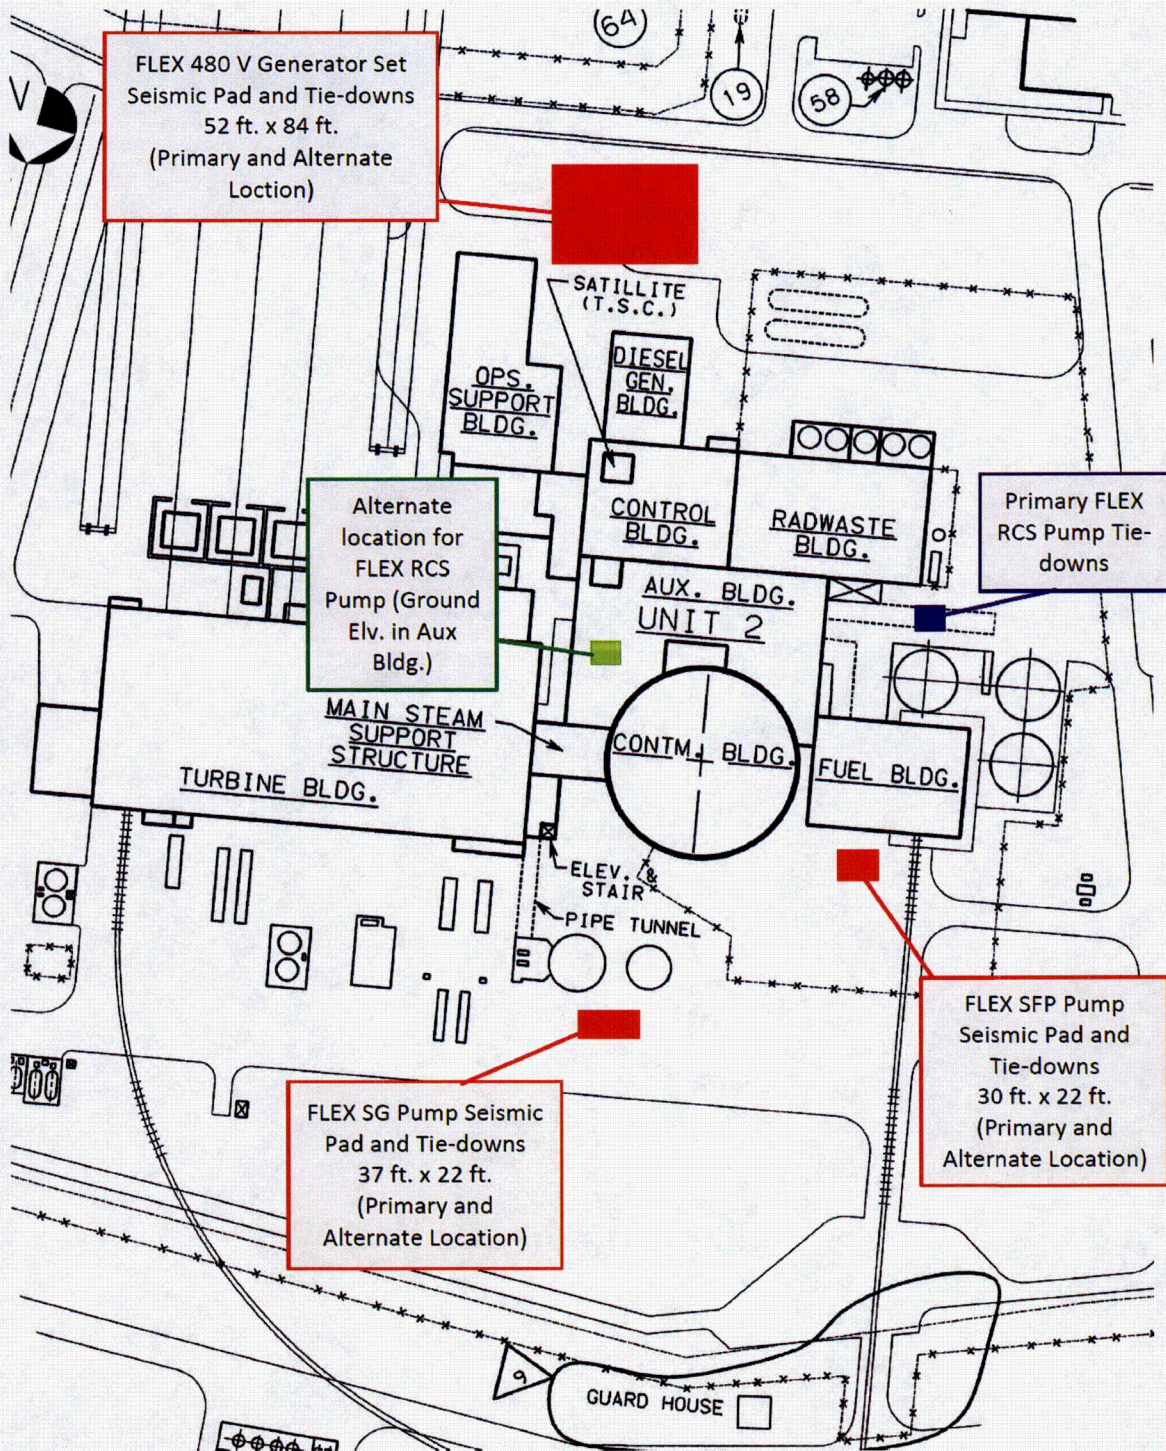 64
19
58
V
FLEX 480 V Generator Set
Seismic Pad and Tie-downs
52 ft. x 84 ft.
(Primary and Alternate
Loction)
SATILLITE
(T.S.C.)
DIESEL
GEN.
BLDG.
OPS.
SUPPORT
BLDG.
CONTROL
BLDG.
RADWASTE
BLDG.
Primary FLEX
RCS Pump Tie-
downs
Alternate
location for
FLEX RCS
Pump (Ground
Elv. in Aux
Bldg.)
AUX. BLDG.
UNIT 2
MAIN STEAM
SUPPORT
STRUCTURE
TURBINE BLDG.
CONTM. BLDG.
FUEL BLDG.
ELEV. &
STAIR
PIPE TUNNEL
FLEX SFP Pump
Seismic Pad and
Tie-downs
30 ft. x 22 ft.
(Primary and
Alternate Location)
FLEX SG Pump Seismic
Pad and Tie-downs
37 ft. x 22 ft.
(Primary and
Alternate Location)
9
GUARD HOUSE